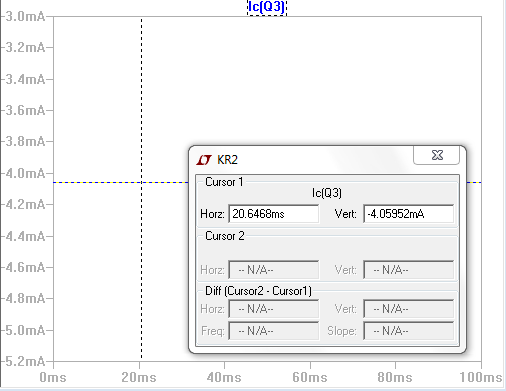 Ic(Q3)
-3.0mA
-3.2mA
-3.4mA
-3.6mA
-3.8mA
-4.0mA
-4.2mA
-4.4mA
-4.6mA
-4.8mA
-5.0mA
-5.2mA
0ms 20ms 40ms 60ms 80ms 100ms
KR2
Cursor 1
Ic(Q3)
Horz: 20.6468ms Vert: -4.05952mA
Cursor 2
Horz: -- N/A-- Vert: -- N/A--
Diff (Cursor2 - Cursor1)
Horz: -- N/A-- Vert: -- N/A--
Freq: -- N/A-- Slope: -- N/A--